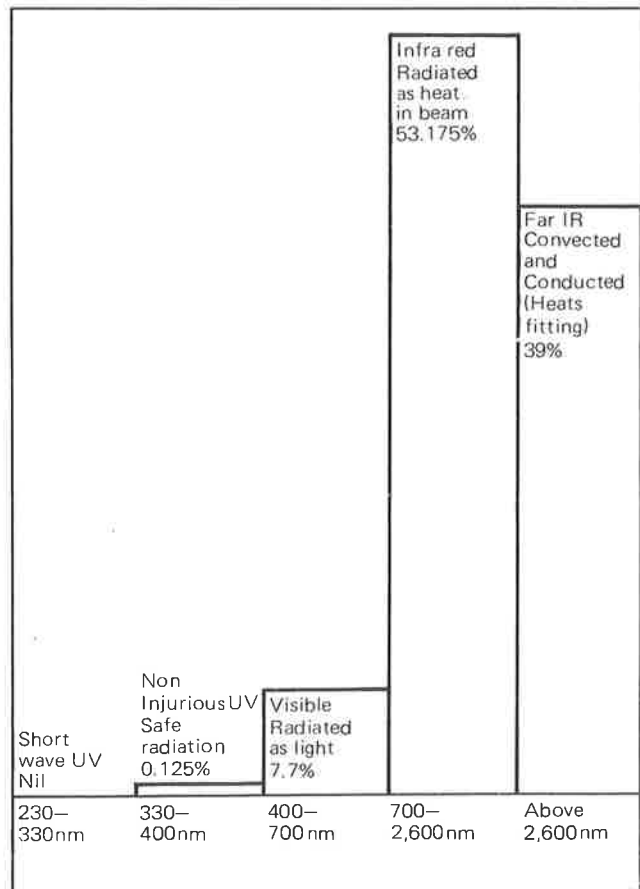 Infra red
Radiated
as heat
in beam
53.175%
Far IR
Convected
and
Conducted
(Heats
fitting)
39%
Non
Injurious UV
Safe
radiation
0.125%
Visible
Radiated
as light
7.7%
Short
wave UV
Nil
230—
330nm
330—
400nm
400—
700nm
700—
2,600nm
Above
2,600nm